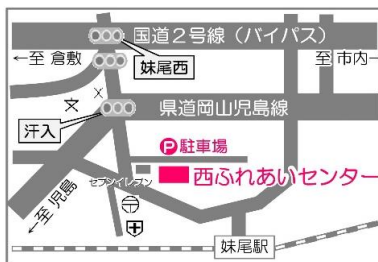 国道２号線（バイパス）
←至 倉敷
妹尾西
至 市内→
文
X
県道岡山児島線
汗入
P駐車場
セブンイレブン
西ふれあいセンター
←至 児島
〒
妹尾駅